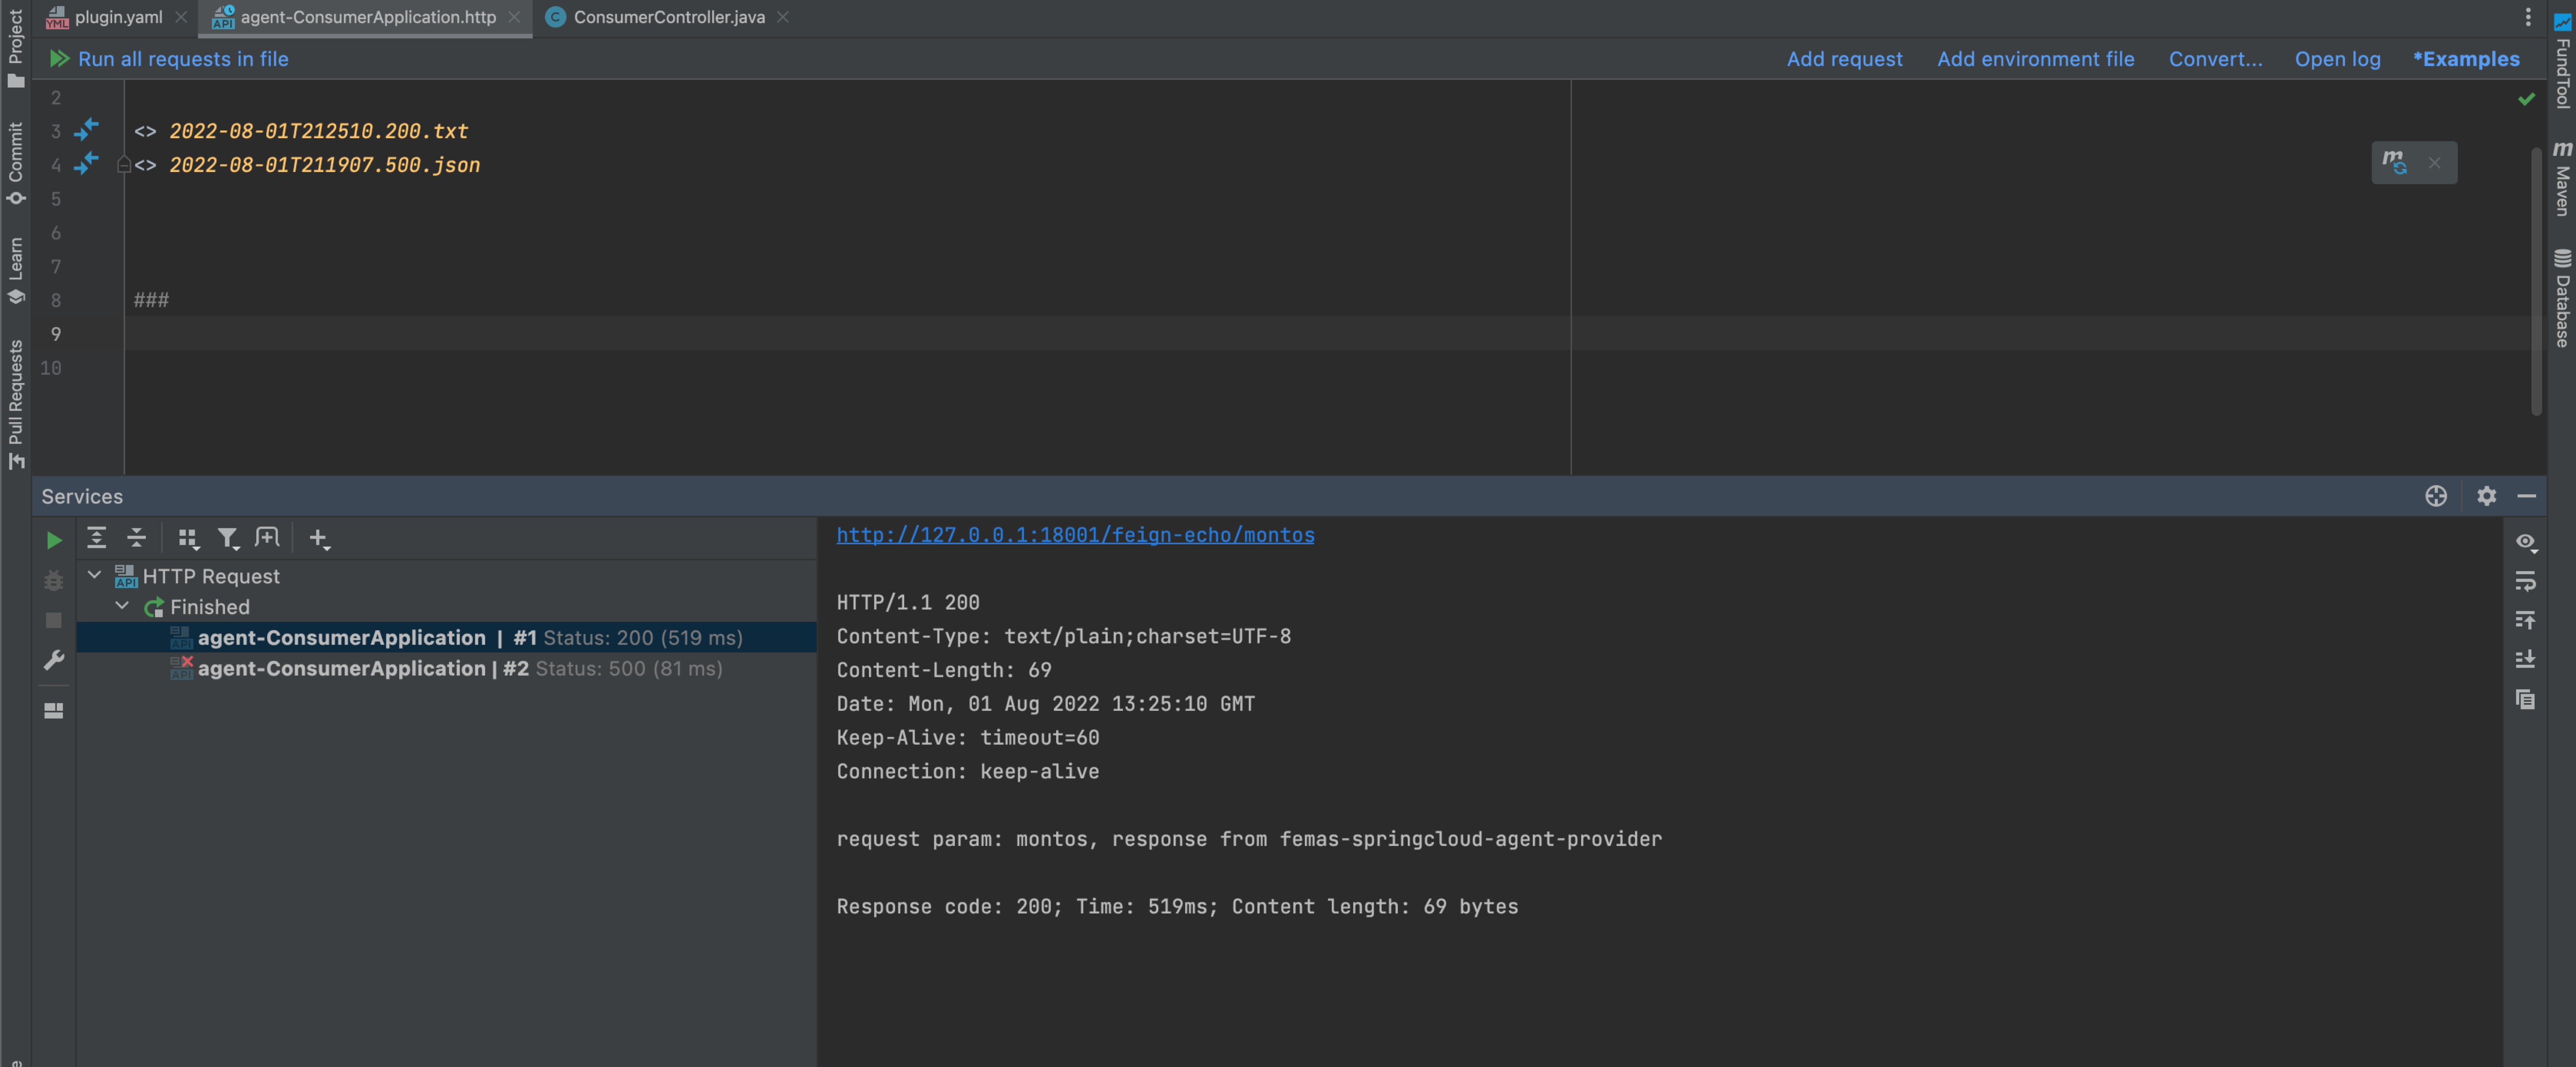 plugin.yaml
agent-ConsumerApplication.http
ConsumerController.java
Run all requests in file
Add request
Add environment file
Convert...
Open log
*Examples
2
3 <> 2022-08-01T212510.200.txt
4 <> 2022-08-01T211907.500.json
5
6
7
8 ###
9
10
Project
Commit
Learn
Pull Requests
FundTool
Maven
Database
Services
HTTP Request
Finished
agent-ConsumerApplication | #1 Status: 200 (519 ms)
agent-ConsumerApplication | #2 Status: 500 (81 ms)
http://127.0.0.1:18001/feign-echo/montos
HTTP/1.1 200
Content-Type: text/plain;charset=UTF-8
Content-Length: 69
Date: Mon, 01 Aug 2022 13:25:10 GMT
Keep-Alive: timeout=60
Connection: keep-alive
request param: montos, response from femas-springcloud-agent-provider
Response code: 200; Time: 519ms; Content length: 69 bytes